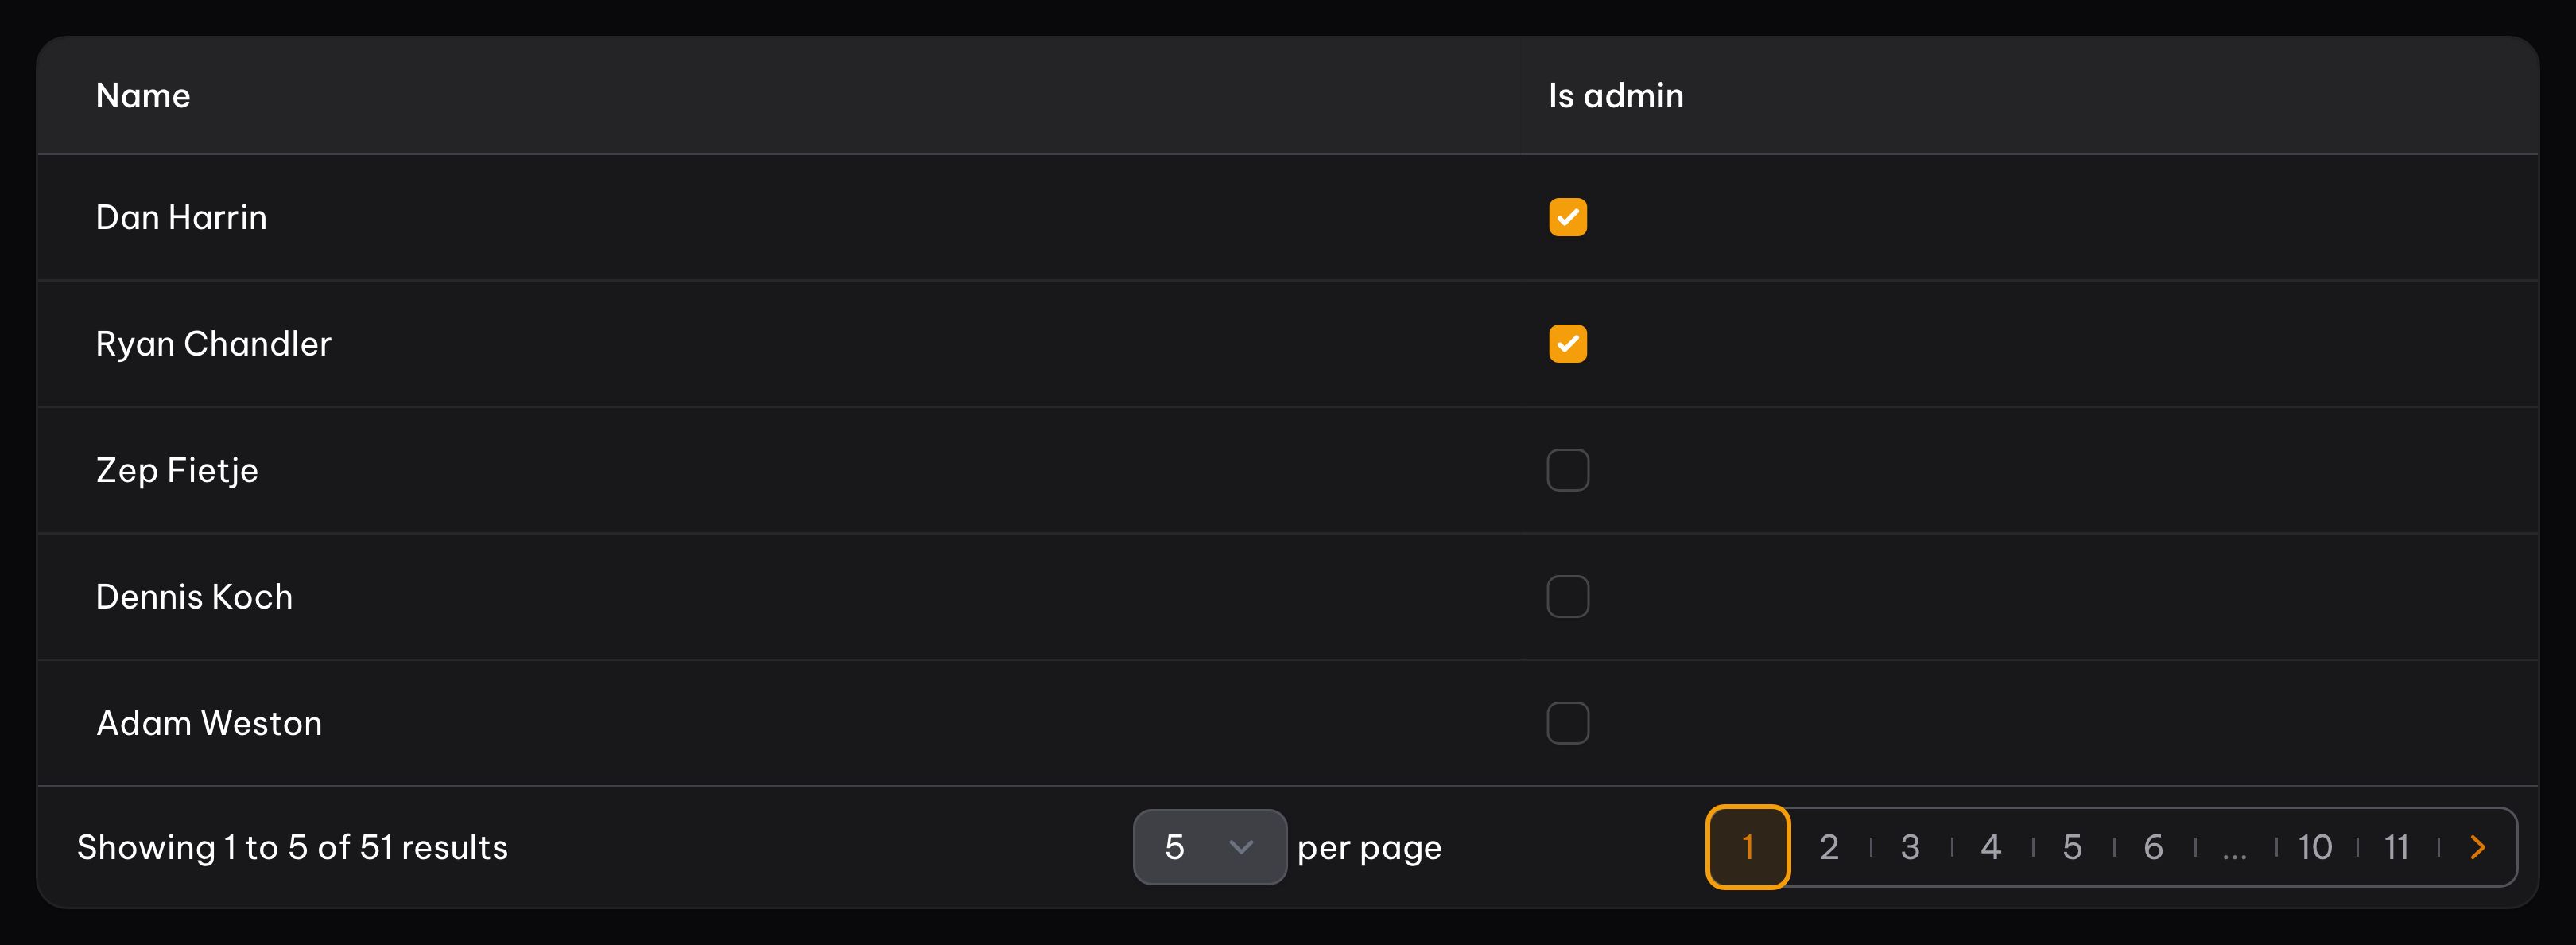 Name Is admin
Dan Harrin
Ryan Chandler
Zep Fietje
Dennis Koch
Adam Weston
Showing 1 to 5 of 51 results 5 per page 1 2 3 4 5 6 ... 10 11